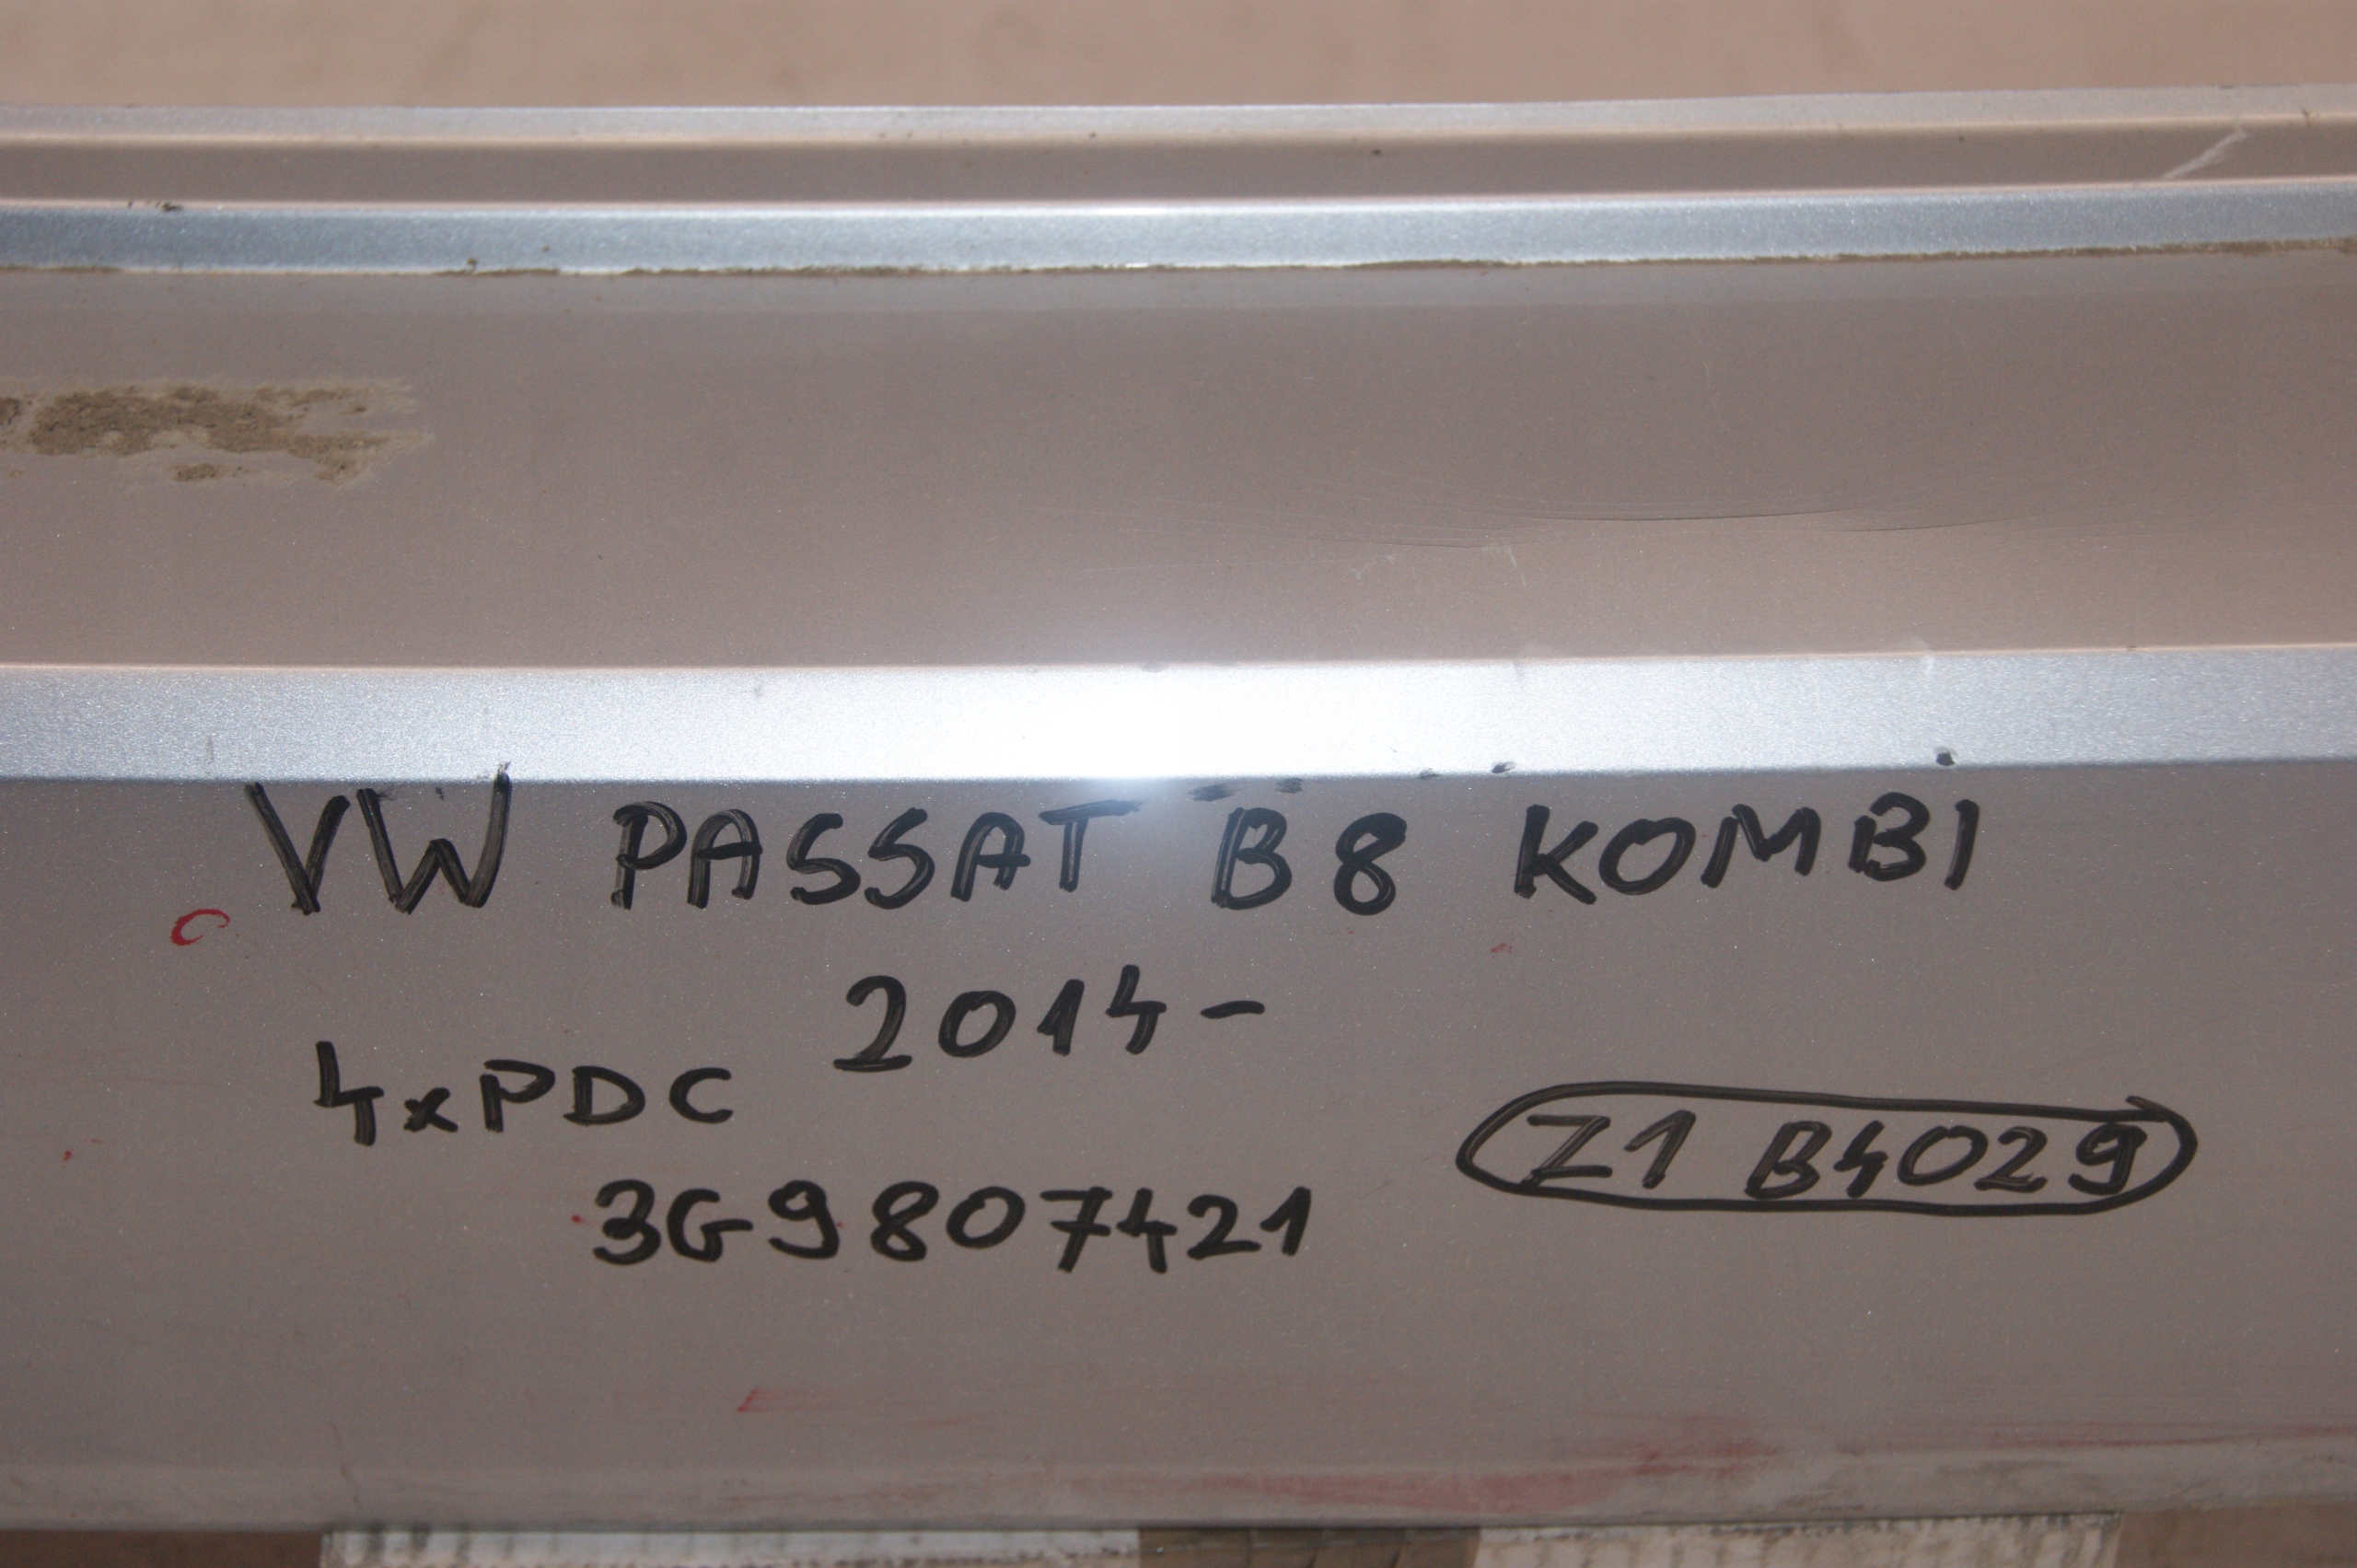 VW PASSAT B8 KOMBI
2014-
4xPDC
Z1 B4029
3G9807421